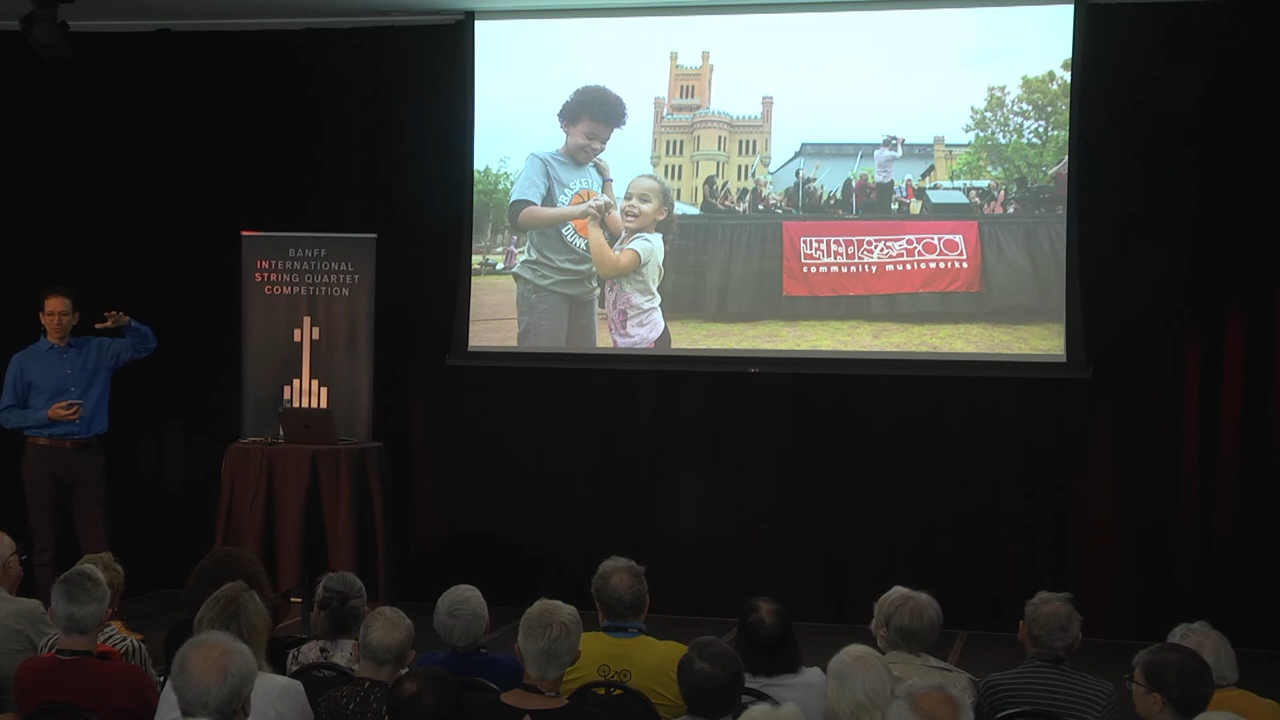 BANFF
INTERNATIONAL
STRING QUARTET
COMPETITION
BASKET
DUNK
community musicworks